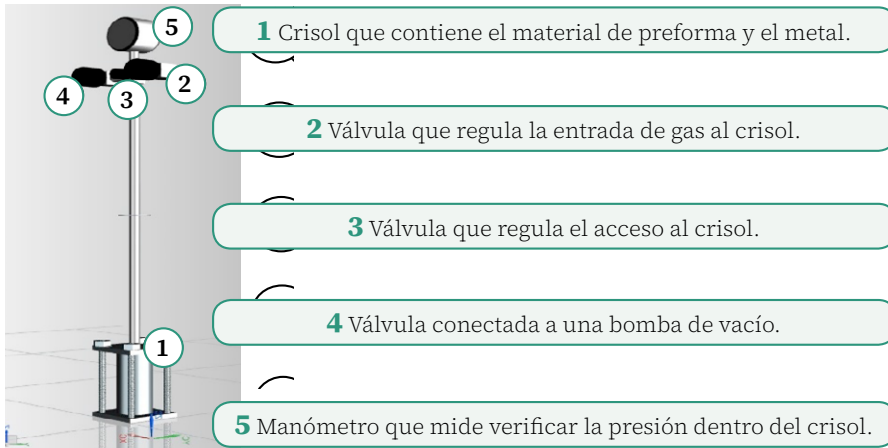 5
4
3
2
1
1 Crisol que contiene el material de preforma y el metal.
2 Válvula que regula la entrada de gas al crisol.
3 Válvula que regula el acceso al crisol.
4 Válvula conectada a una bomba de vacío.
5 Manómetro que mide verificar la presión dentro del crisol.